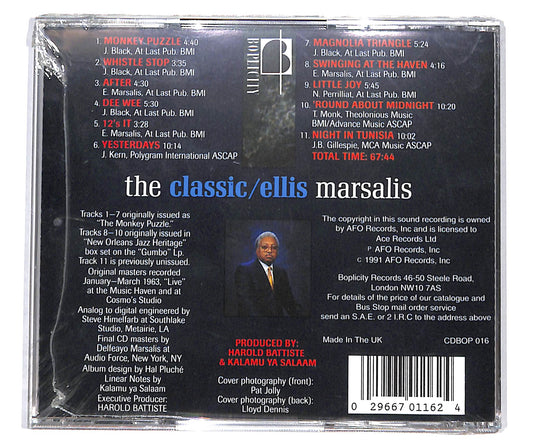 1. MONKEY PUZZLE 4:40
J. Black, At Last Pub. BMI
2. WHISTLE STOP 3:35
J. Black, At Last Pub. BMI
3. AFTER 4:30
E. Marsalis, At Last Pub. BMI
4. DEE WEE 5:30
J. Black, At Last Pub. BMI
5. 12's IT 3:28
E. Marsalis, At Last Pub. BMI
6. YESTERDAYS 10:14
J. Kern, Polygram International ASCAP
BOPLICITY
B
7. MAGNOLIA TRIANGLE 5:24
J. Black, At Last Pub. BMI
8. SWINGING AT THE HAVEN 4:16
E. Marsalis, At Last Pub. BMI
9. LITTLE JOY 5:45
N. Perrilliat, At Last Pub. BMI
10. 'ROUND ABOUT MIDNIGHT 10:20
T. Monk, Theolonious Music
BMI/Advance Music ASCAP
11. NIGHT IN TUNISIA 10:02
J.B. Gillespie, MCA Music ASCAP
TOTAL TIME: 67:44
the classic/ellis marsalis
Tracks 1–7 originally issued as
"The Monkey Puzzle."
Tracks 8–10 originally issued in
"New Orleans Jazz Heritage"
box set on the "Gumbo" Lp.
Track 11 is previously unissued.
Original masters recorded
January–March 1963, "Live"
at the Music Haven and at
Cosmo's Studio
Analog to digital engineered by
Steve Himelfarb at Southlake
Studio, Metairie, LA
Final CD masters by
Delfeayo Marsalis at
Audio Force, New York, NY
Album design by Hal Pluché
Linear Notes by
Kalamu ya Salaam
Executive Producer:
HAROLD BATTISTE
PRODUCED BY:
HAROLD BATTISTE
& KALAMU YA SALAAM
Cover photography (front):
Pat Jolly
Cover photography (back):
Lloyd Dennis
The copyright in this sound recording is owned
by AFO Records, Inc and is licensed to
Ace Records Ltd
℗ AFO Records, Inc
© 1991 AFO Records, Inc
Boplicity Records 46-50 Steele Road,
London NW10 7AS
For details of the price of our catalogue and
Bus Stop mail order service
send an S.A.E. or 2 I.R.C to the address above
Made In The UK
CDBOP 016
0 29667 01162 4